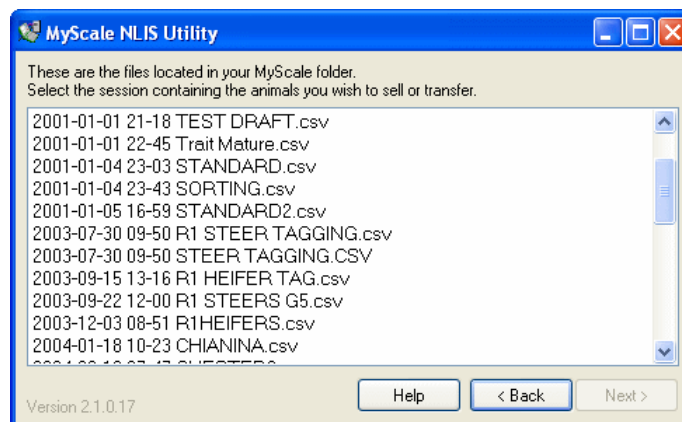 MyScale NLIS Utility
These are the files located in your MyScale folder.
Select the session containing the animals you wish to sell or transfer.
2001-01-01 21-18 TEST DRAFT.csv
2001-01-01 22-45 Trait Mature.csv
2001-01-04 23-03 STANDARD.csv
2001-01-04 23-43 SORTING.csv
2001-01-05 16-59 STANDARD2.csv
2003-07-30 09-50 R1 STEER TAGGING.csv
2003-07-30 09-50 STEER TAGGING.CSV
2003-09-15 13-16 R1 HEIFER TAG.csv
2003-09-22 12-00 R1 STEERS G5.csv
2003-12-03 08-51 R1HEIFERS.csv
2004-01-18 10-23 CHIANINA.csv
Help
< Back
Next >
Version 2.1.0.17